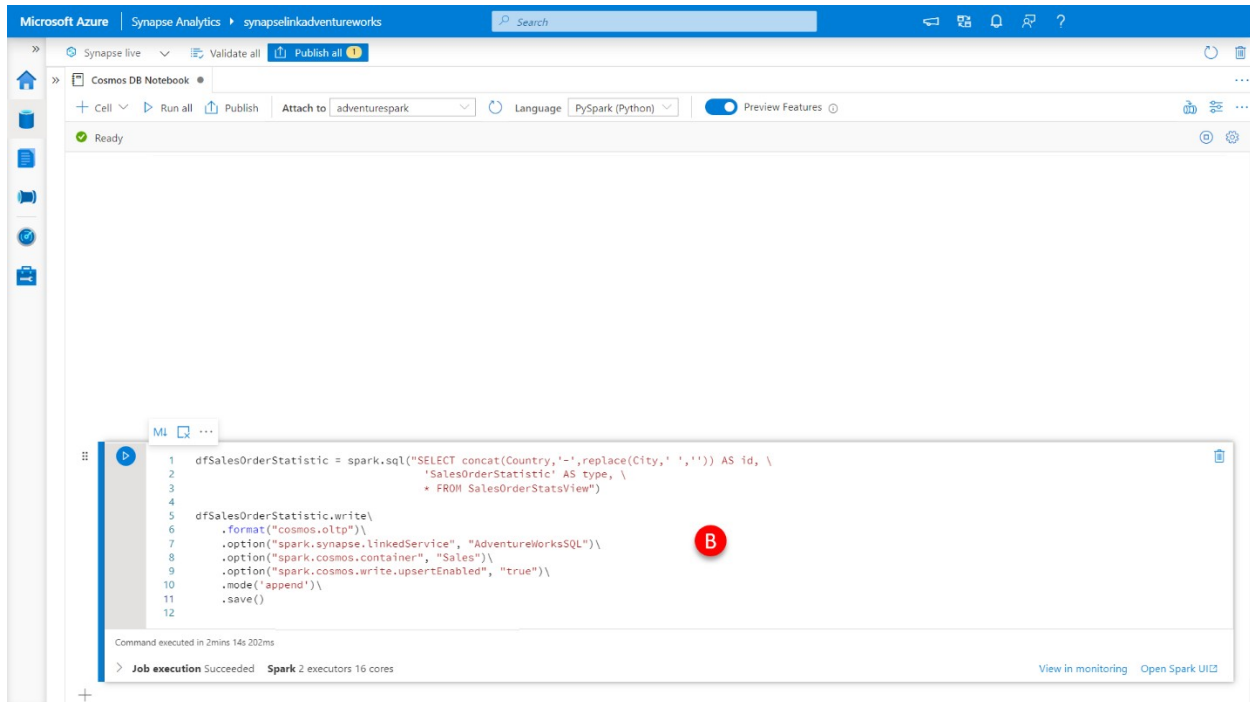 Microsoft Azure | Synapse Analytics ▸ synapselinkadventureworks Search ?
» Synapse live Validate all Publish all 1
» Cosmos DB Notebook ●
+ Cell Run all Publish Attach to adventurespark Language PySpark (Python) Preview Features
Ready
M↓ ...
1 dfSalesOrderStatistic = spark.sql("SELECT concat(Country,'-',replace(City,' ','')) AS id, \
2 'SalesOrderStatistic' AS type, \
3 * FROM SalesOrderStatsView")
4
5 dfSalesOrderStatistic.write\
6 .format("cosmos.oltp")\
7 .option("spark.synapse.linkedService", "AdventureWorksSQL")\
8 .option("spark.cosmos.container", "Sales")\
9 .option("spark.cosmos.write.upsertEnabled", "true")\
10 .mode('append')\
11 .save()
12
B
Command executed in 2mins 14s 202ms
> Job execution Succeeded Spark 2 executors 16 cores View in monitoring Open Spark UI
+